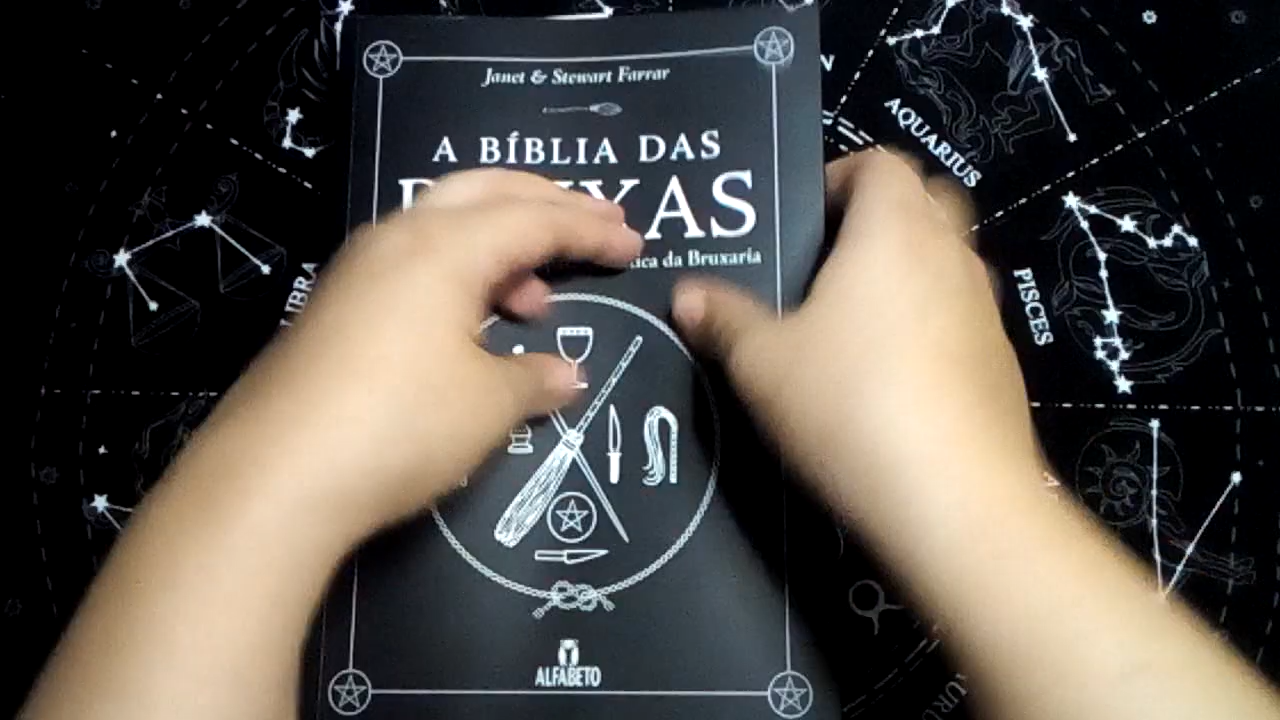 Janet & Stewart Farrar
A BÍBLIA DAS
da Bruxaria
ALFABETO
AQUARIUS
PISCES
LIBRA